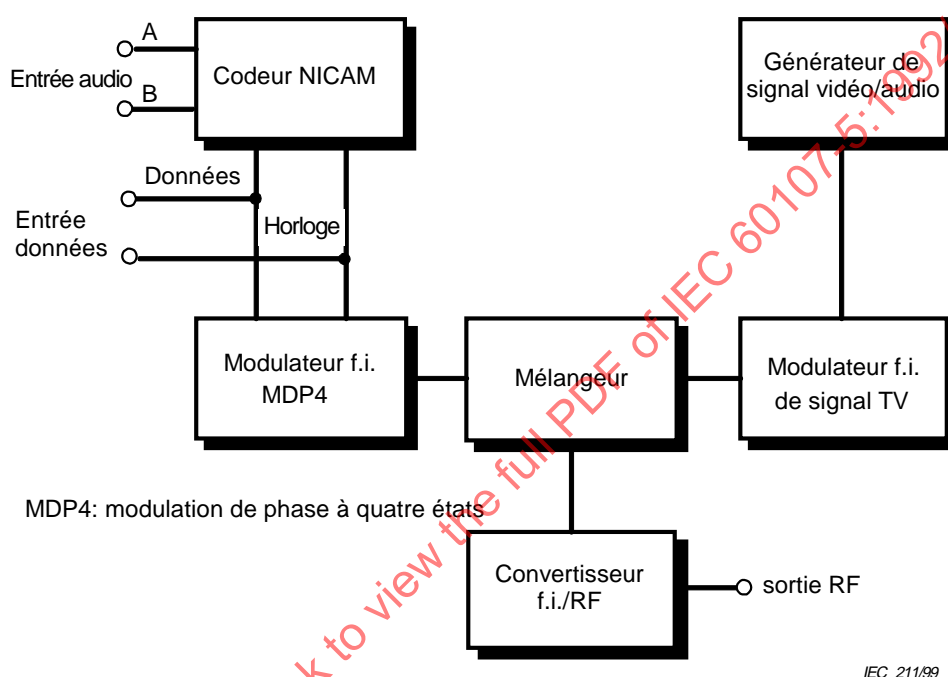 A
Entrée audio
B
Codeur NICAM
Générateur de
signal vidéo/audio
Données
Entrée
données
Horloge
Modulateur f.i.
MDP4
Mélangeur
Modulateur f.i.
de signal TV
MDP4: modulation de phase à quatre états
Convertisseur
f.i./RF
sortie RF
k to view the full PDF of IEC 60107-5:1992
IEC 211/99